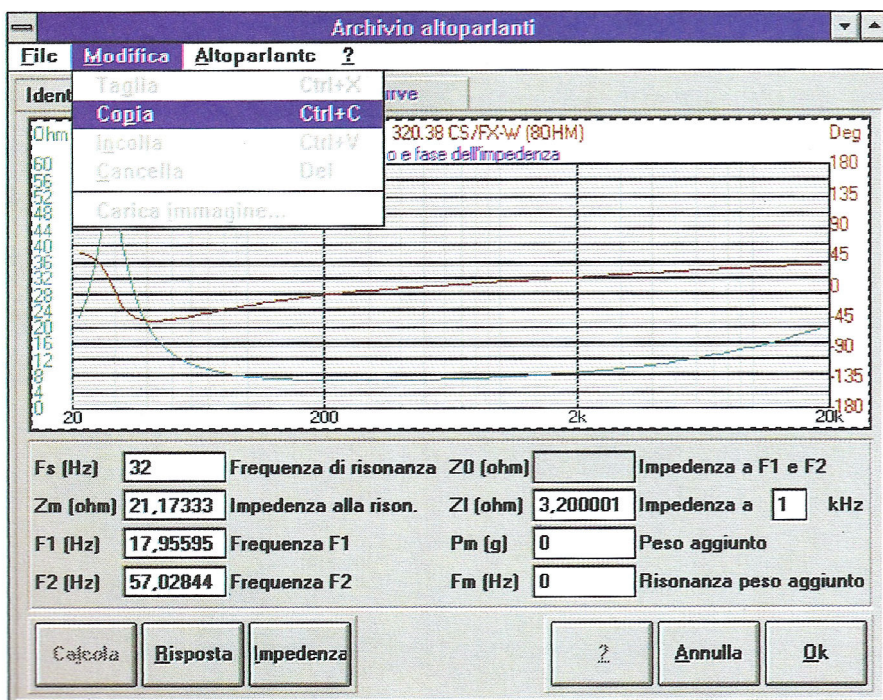 Archivio altoparlanti
File Modifica Altoparlante ?
Taglia Ctrl+X
Copia Ctrl+C
Incolla Ctrl+V
Cancella Del
Carica immagine...
Ident
urve
Ohm 320.38 CS/FX-W (8OHM) Deg
o e fase dell'impedenza
60 180
56
52 135
48
44 90
40
36 45
32
28 0
24
20 -45
16 -90
12
8 -135
4
0 -180
20 200 2k 20k
Fs (Hz) 32 Frequenza di risonanza Z0 (ohm) Impedenza a F1 e F2
Zm (ohm) 21,17333 Impedenza alla rison. Zl (ohm) 3,200001 Impedenza a 1 kHz
F1 (Hz) 17,95595 Frequenza F1 Pm (g) 0 Peso aggiunto
F2 (Hz) 57,02844 Frequenza F2 Fm (Hz) 0 Risonanza peso aggiunto
Calcola Risposta Impedenza ? Annulla Ok